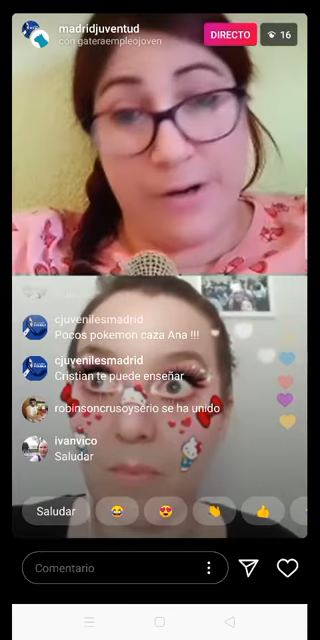 madridjuventud
con gateraempleojoven
DIRECTO
16
cjuvenilesmadrid
Pocos pokemon caza Ana !!!
cjuvenilesmadrid
Cristian te puede enseñar
robinsoncrusoysério se ha unido
ivanvico
Saludar
Saludar
Comentario